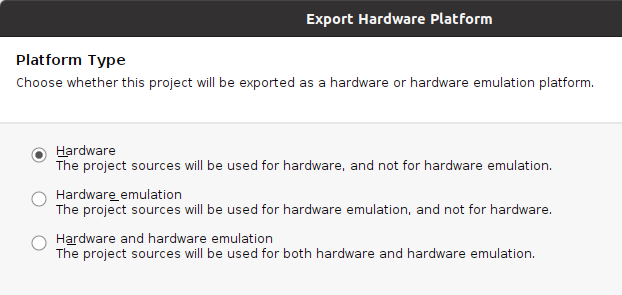 Export Hardware Platform
Platform Type
Choose whether this project will be exported as a hardware or hardware emulation platform.
Hardware
The project sources will be used for hardware, and not for hardware emulation.
Hardware emulation
The project sources will be used for hardware emulation, and not for hardware.
Hardware and hardware emulation
The project sources will be used for both hardware and hardware emulation.